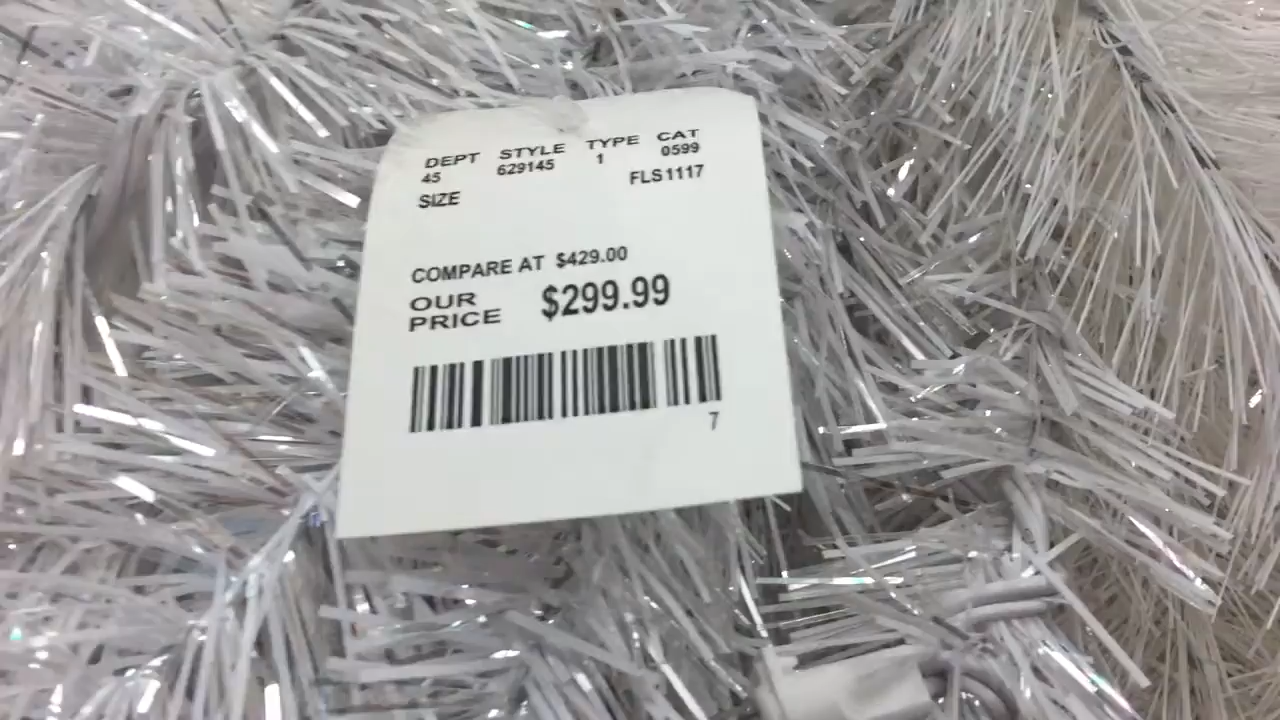 DEPT STYLE TYPE CAT
45 629145 1 0599
SIZE FLS1117
COMPARE AT $429.00
OUR PRICE $299.99
7